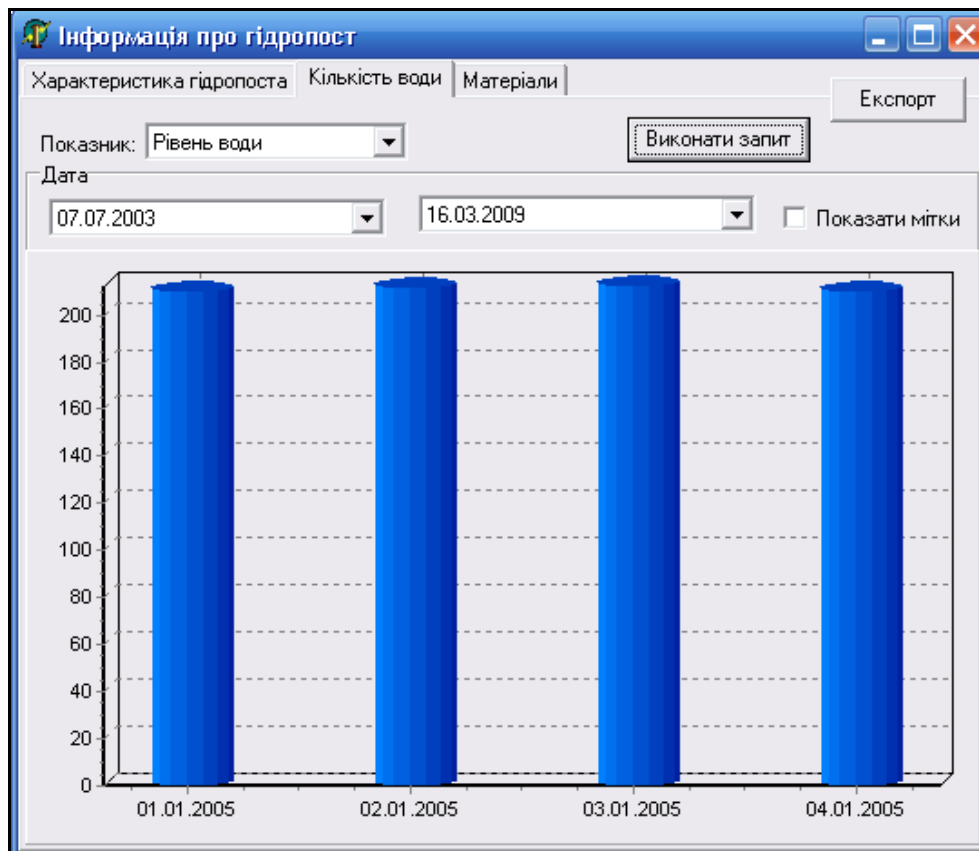 Інформація про гідропост
Характеристика гідропоста Кількість води Матеріали
Експорт
Показник: Рівень води Виконати запит
Дата
07.07.2003 16.03.2009 Показати мітки
200
180
160
140
120
100
80
60
40
20
0
01.01.2005 02.01.2005 03.01.2005 04.01.2005